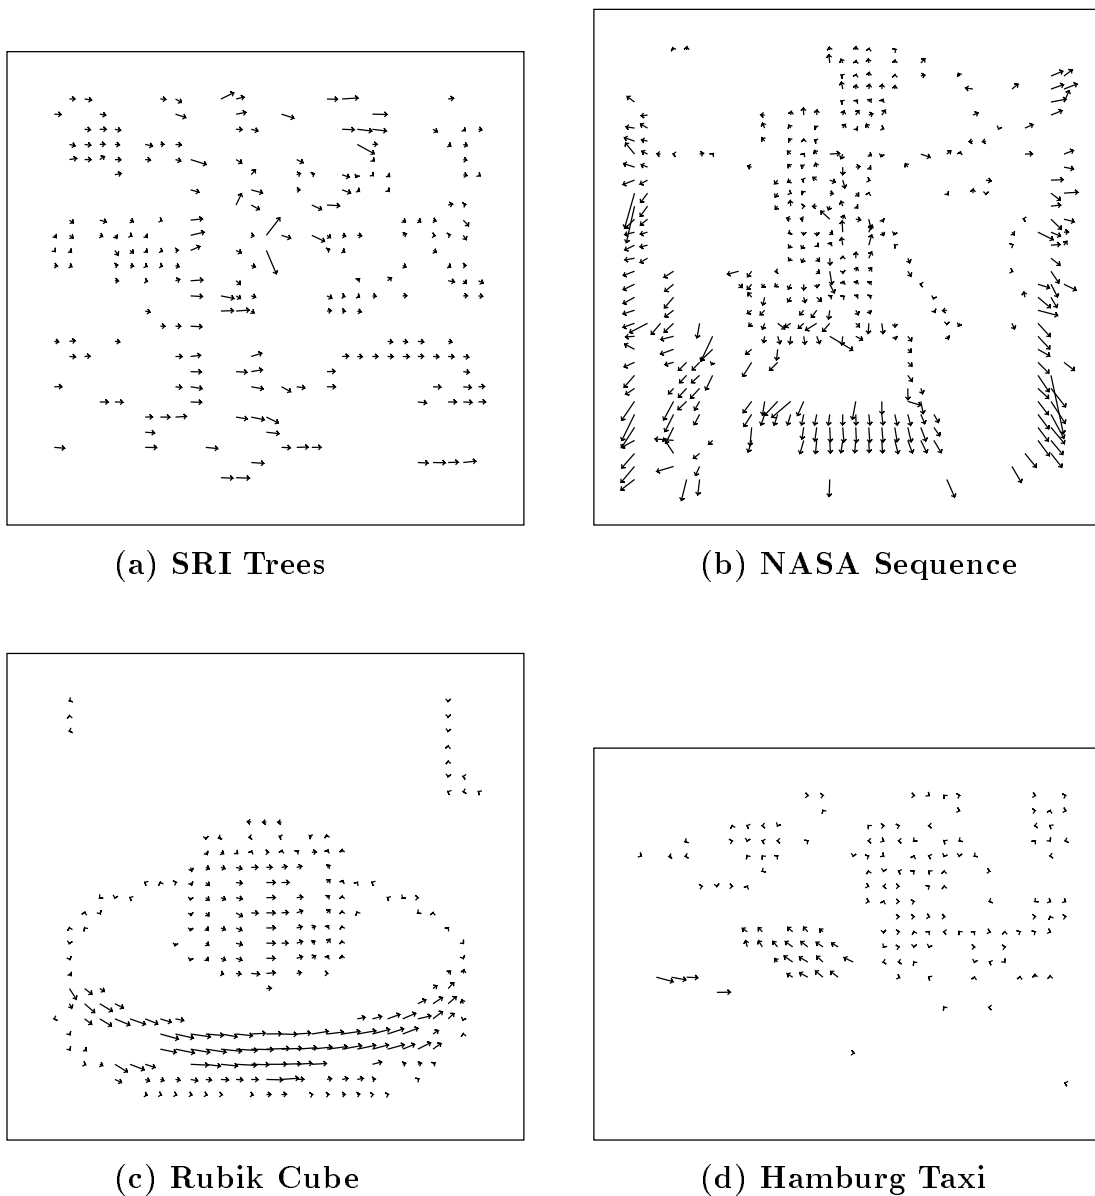 (a) SRI Trees
(b) NASA Sequence
(c) Rubik Cube
(d) Hamburg Taxi